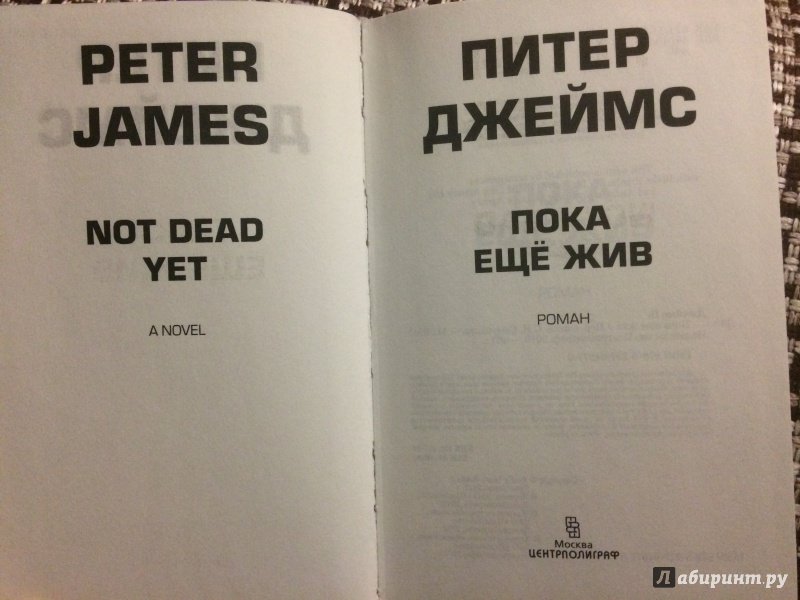 PETER
JAMES
NOT DEAD
YET
A NOVEL
ПИТЕР
ДЖЕЙМС
ПОКА
ЕЩЁ ЖИВ
РОМАН
Москва
ЦЕНТРПОЛИГРАФ
Лабиринт.ру